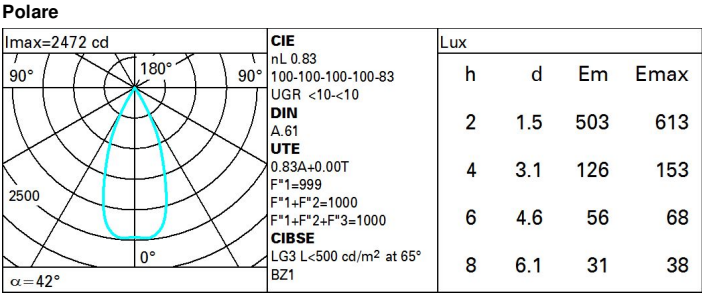 Polare
Imax=2472 cd
90°
180°
90°
2500
0°
α=42°
CIE
nL 0.83
100-100-100-100-83
UGR <10-<10
DIN
A.61
UTE
0.83A+0.00T
F"1=999
F"1+F"2=1000
F"1+F"2+F"3=1000
CIBSE
LG3 L<500 cd/m² at 65°
BZ1
Lux
h d Em Emax
2 1.5 503 613
4 3.1 126 153
6 4.6 56 68
8 6.1 31 38